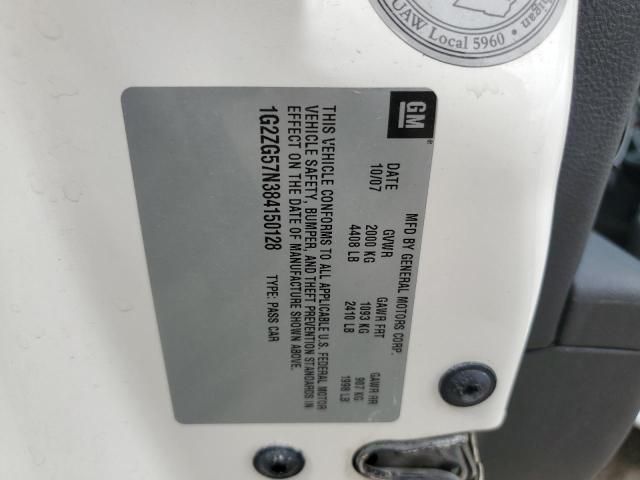 higan
UAW Local 5960
GM
MFD BY GENERAL MOTORS CORP.
DATE GVWR GAWR FRT GAWR RR
10/07 2000 KG 1093 KG 907 KG
4408 LB 2410 LB 1998 LB
THIS VEHICLE CONFORMS TO ALL APPLICABLE U.S. FEDERAL MOTOR
VEHICLE SAFETY, BUMPER, AND THEFT PREVENTION STANDARDS IN
EFFECT ON THE DATE OF MANUFACTURE SHOWN ABOVE.
1G2ZG57N384150128 TYPE: PASS CAR